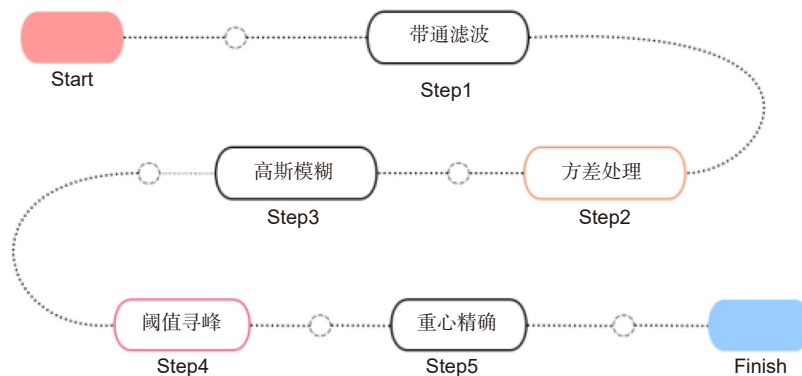 带通滤波
Start
Step1
高斯模糊
方差处理
Step3
Step2
阈值寻峰
重心精确
Step4
Step5
Finish